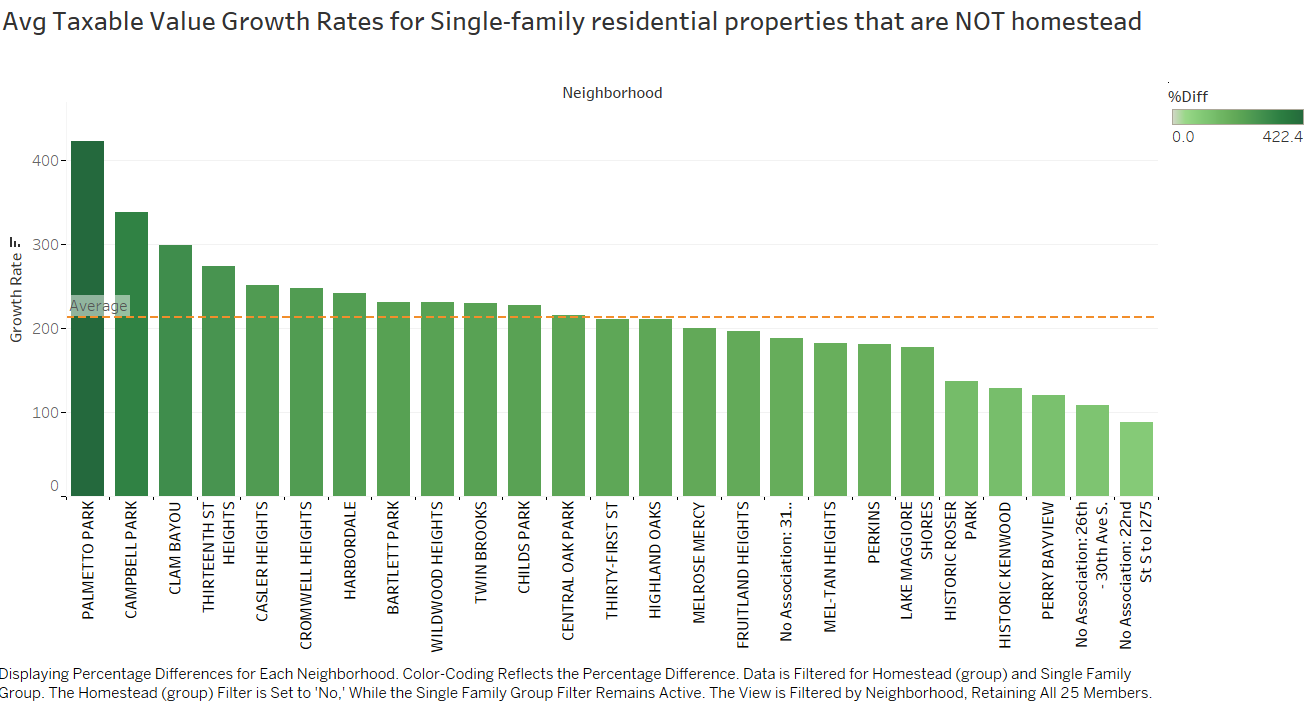 Avg Taxable Value Growth Rates for Single-family residential properties that are NOT homestead
Neighborhood
%Diff
0.0
422.4
Growth Rate
400
300
200
100
0
Average
PALMETTO PARK
CAMPBELL PARK
CLAM BAYOU
THIRTEENTH ST
HEIGHTS
CASLER HEIGHTS
CROMWELL HEIGHTS
HARBORDALE
BARTLETT PARK
WILDWOOD HEIGHTS
TWIN BROOKS
CHILDS PARK
CENTRAL OAK PARK
THIRTY-FIRST ST
HIGHLAND OAKS
MELROSE MERCY
FRUITLAND HEIGHTS
No Association: 31..
MEL-TAN HEIGHTS
PERKINS
LAKE MAGGIORE
SHORES
HISTORIC ROSER
PARK
HISTORIC KENWOOD
PERRY BAYVIEW
No Association: 26th
- 30th Ave S.
No Association: 22nd
St S to I275
Displaying Percentage Differences for Each Neighborhood. Color-Coding Reflects the Percentage Difference. Data is Filtered for Homestead (group) and Single Family
Group. The Homestead (group) Filter is Set to 'No,' While the Single Family Group Filter Remains Active. The View is Filtered by Neighborhood, Retaining All 25 Members.